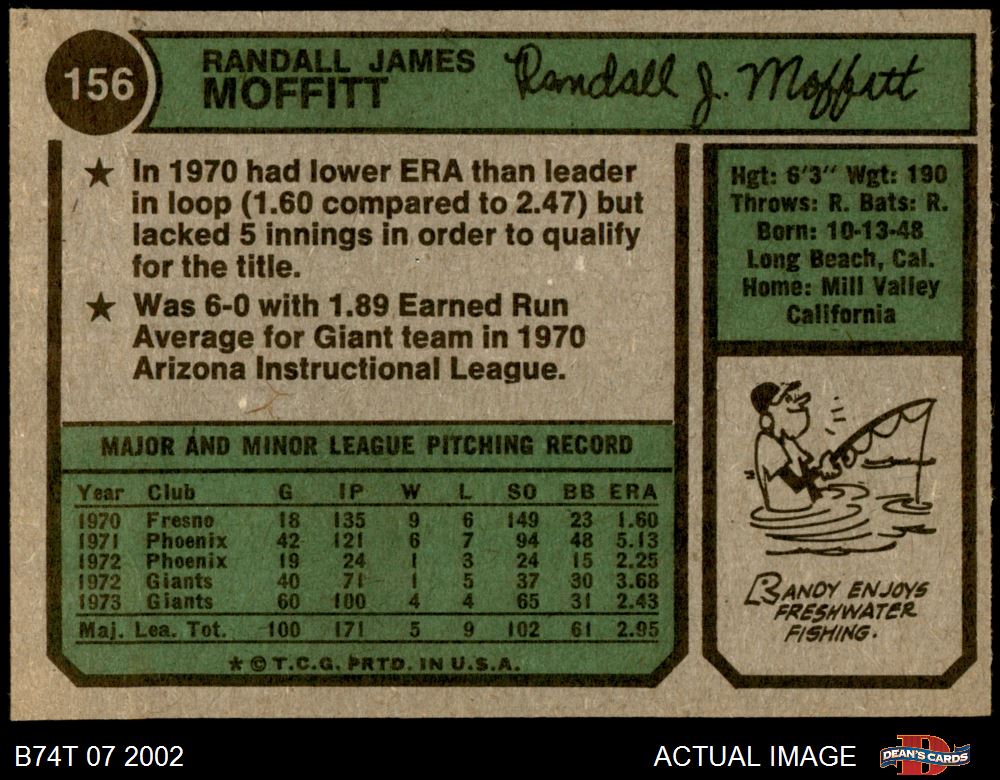 156
RANDALL JAMES
MOFFITT
Randall J. Moffitt
★ In 1970 had lower ERA than leader
in loop (1.60 compared to 2.47) but
lacked 5 innings in order to qualify
for the title.
★ Was 6-0 with 1.89 Earned Run
Average for Giant team in 1970
Arizona Instructional League.
Hgt: 6'3" Wgt: 190
Throws: R. Bats: R.
Born: 10-13-48
Long Beach, Cal.
Home: Mill Valley
California
MAJOR AND MINOR LEAGUE PITCHING RECORD
Year Club G IP W L SO BB ERA
1970 Fresno 18 135 9 6 149 23 1.60
1971 Phoenix 42 121 6 7 94 48 5.13
1972 Phoenix 19 24 1 3 24 15 2.25
1972 Giants 40 71 1 5 37 30 3.68
1973 Giants 60 100 4 4 65 31 2.43
Maj. Lea. Tot. 100 171 5 9 102 61 2.95
★ © T.C.G. PRTD. IN U.S.A.
RANDY ENJOYS
FRESHWATER
FISHING.
B74T 07 2002
ACTUAL IMAGE
DEAN'S CARDS